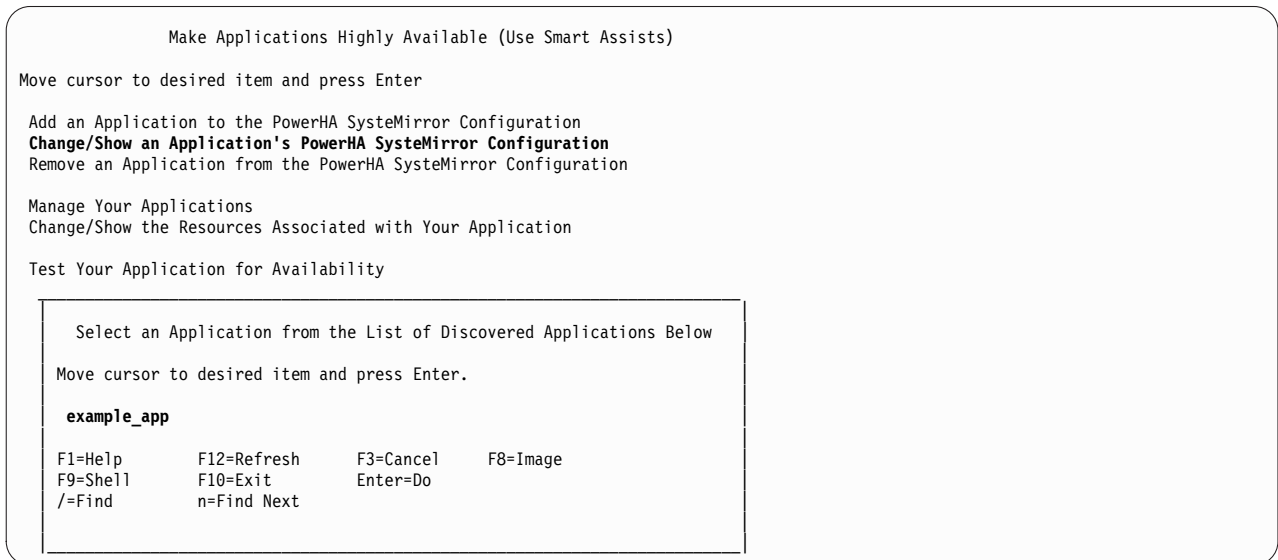 Make Applications Highly Available (Use Smart Assists)
Move cursor to desired item and press Enter
Add an Application to the PowerHA SysteMirror Configuration
Change/Show an Application's PowerHA SysteMirror Configuration
Remove an Application from the PowerHA SysteMirror Configuration
Manage Your Applications
Change/Show the Resources Associated with Your Application
Test Your Application for Availability
Select an Application from the List of Discovered Applications Below
Move cursor to desired item and press Enter.
example_app
F1=Help F12=Refresh F3=Cancel F8=Image
F9=Shell F10=Exit Enter=Do
/=Find n=Find Next